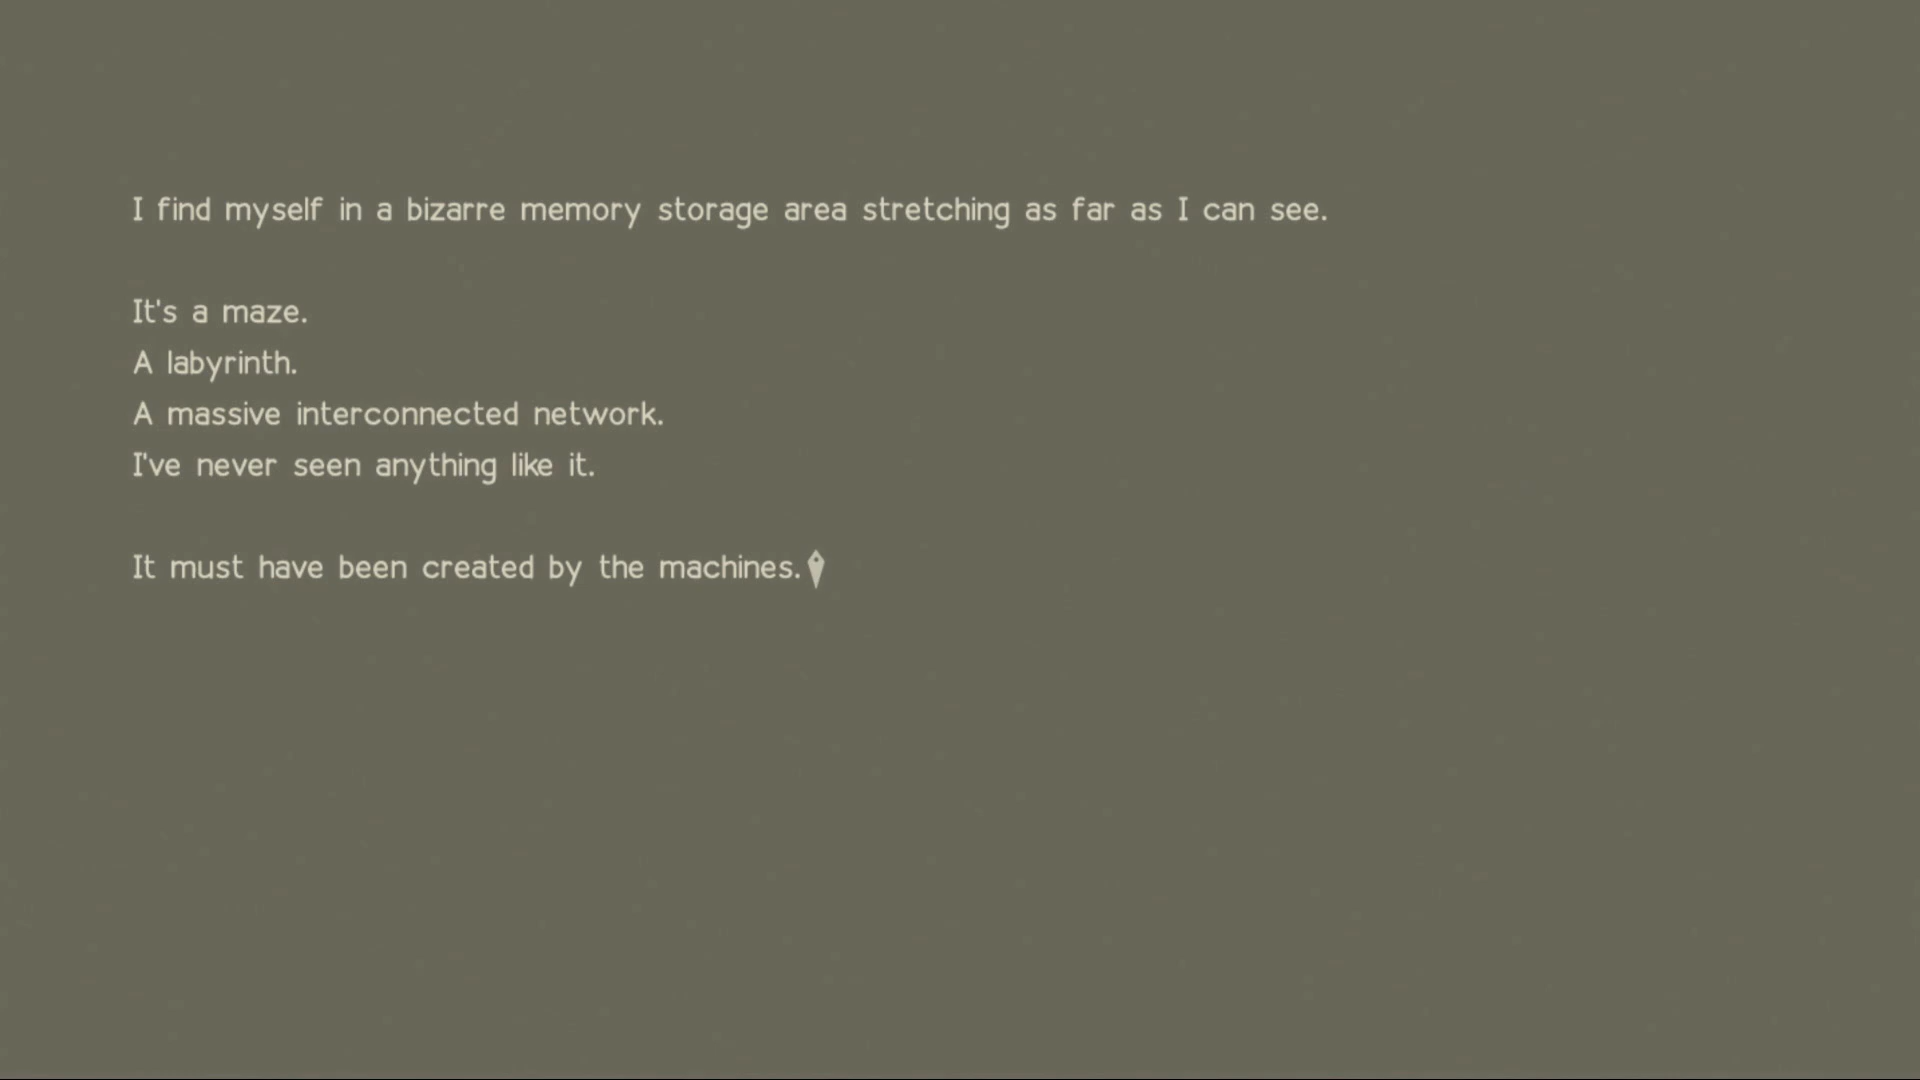 I find myself in a bizarre memory storage area stretching as far as I can see.
It's a maze.
A labyrinth.
A massive interconnected network.
I've never seen anything like it.
It must have been created by the machines.